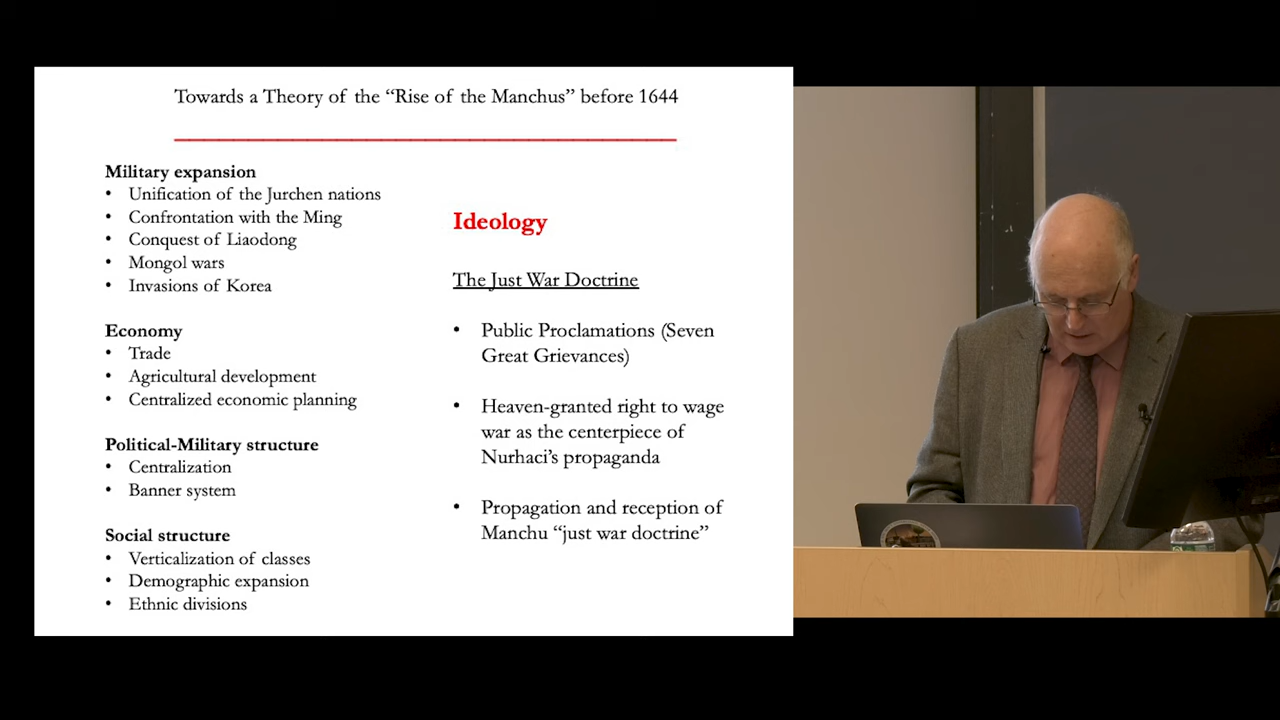 Towards a Theory of the “Rise of the Manchus” before 1644
Military expansion
• Unification of the Jurchen nations
• Confrontation with the Ming
• Conquest of Liaodong
• Mongol wars
• Invasions of Korea
Economy
• Trade
• Agricultural development
• Centralized economic planning
Political-Military structure
• Centralization
• Banner system
Social structure
• Verticalization of classes
• Demographic expansion
• Ethnic divisions
Ideology
The Just War Doctrine
• Public Proclamations (Seven
Great Grievances)
• Heaven-granted right to wage
war as the centerpiece of
Nurhaci’s propaganda
• Propagation and reception of
Manchu “just war doctrine”